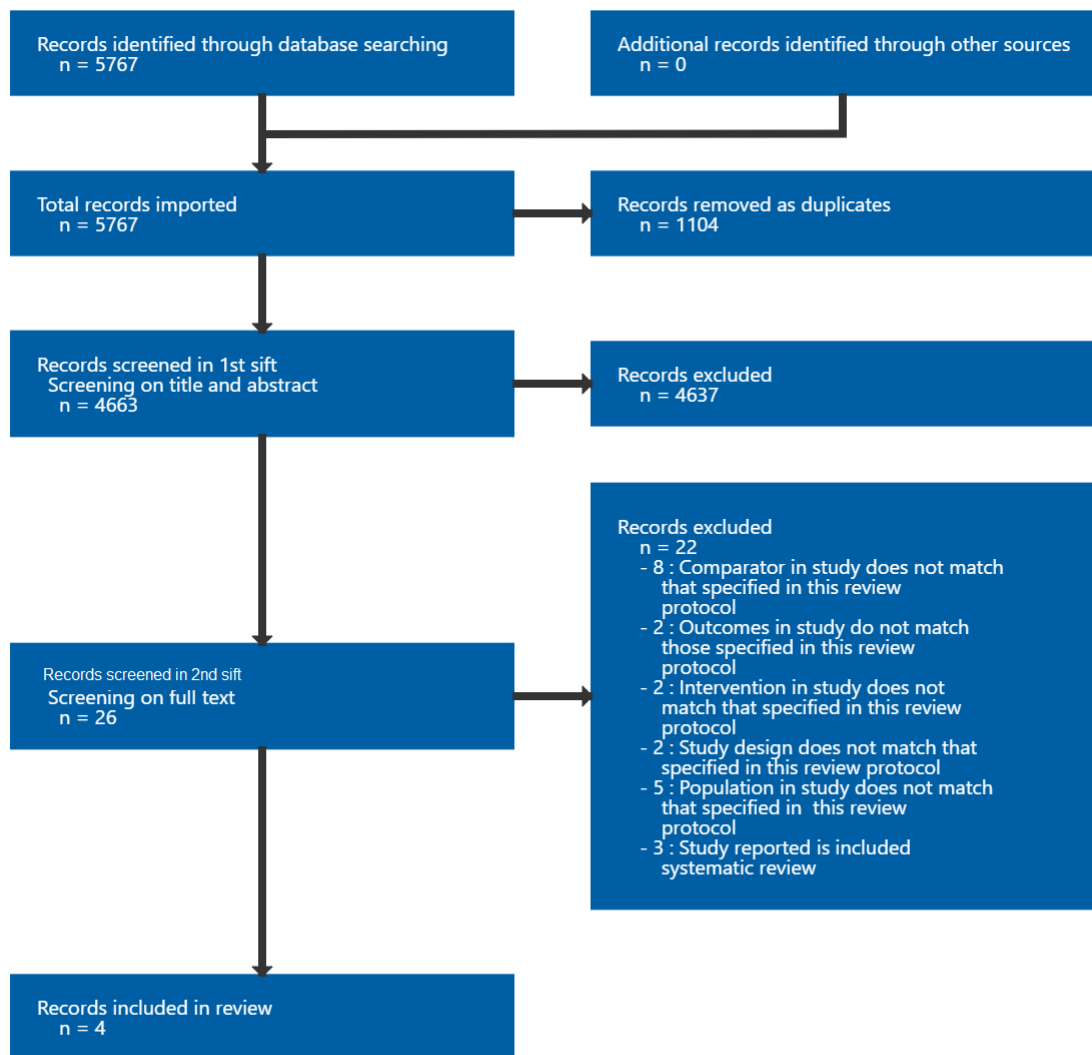 Records identified through database searching
n = 5767
Additional records identified through other sources
n = 0
Total records imported
n = 5767
Records removed as duplicates
n = 1104
Records screened in 1st sift
Screening on title and abstract
n = 4663
Records excluded
n = 4637
Records screened in 2nd sift
Screening on full text
n = 26
Records excluded
n = 22
- 8 : Comparator in study does not match
that specified in this review
protocol
- 2 : Outcomes in study do not match
those specified in this review
protocol
- 2 : Intervention in study does not
match that specified in this review
protocol
- 2 : Study design does not match that
specified in this review protocol
- 5 : Population in study does not match
that specified in  this review
protocol
- 3 : Study reported is included
systematic review
Records included in review
n = 4